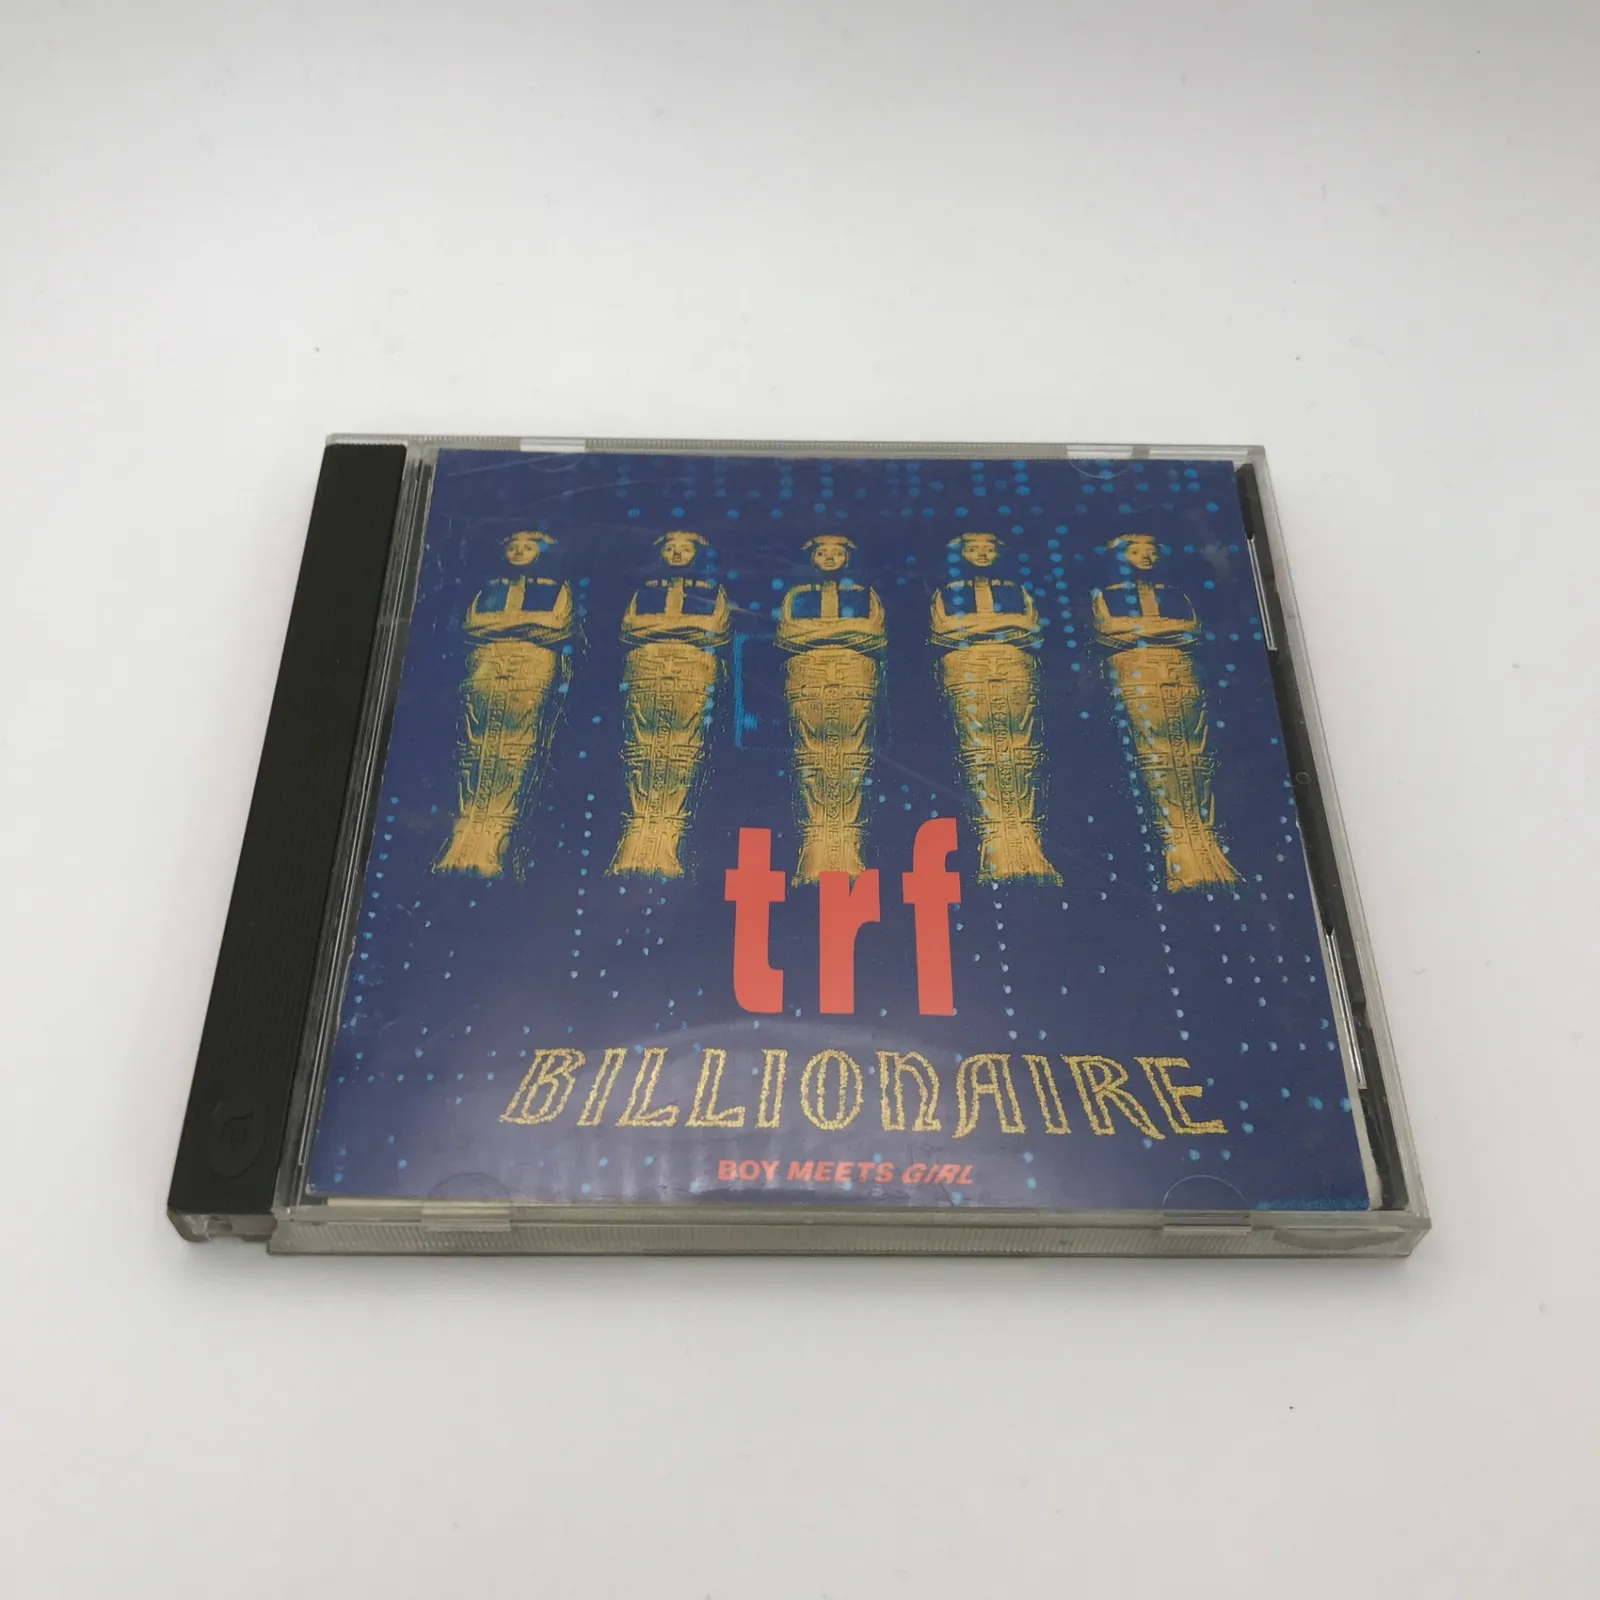 trf
BILLIONAIRE
BOY MEETS GIRL